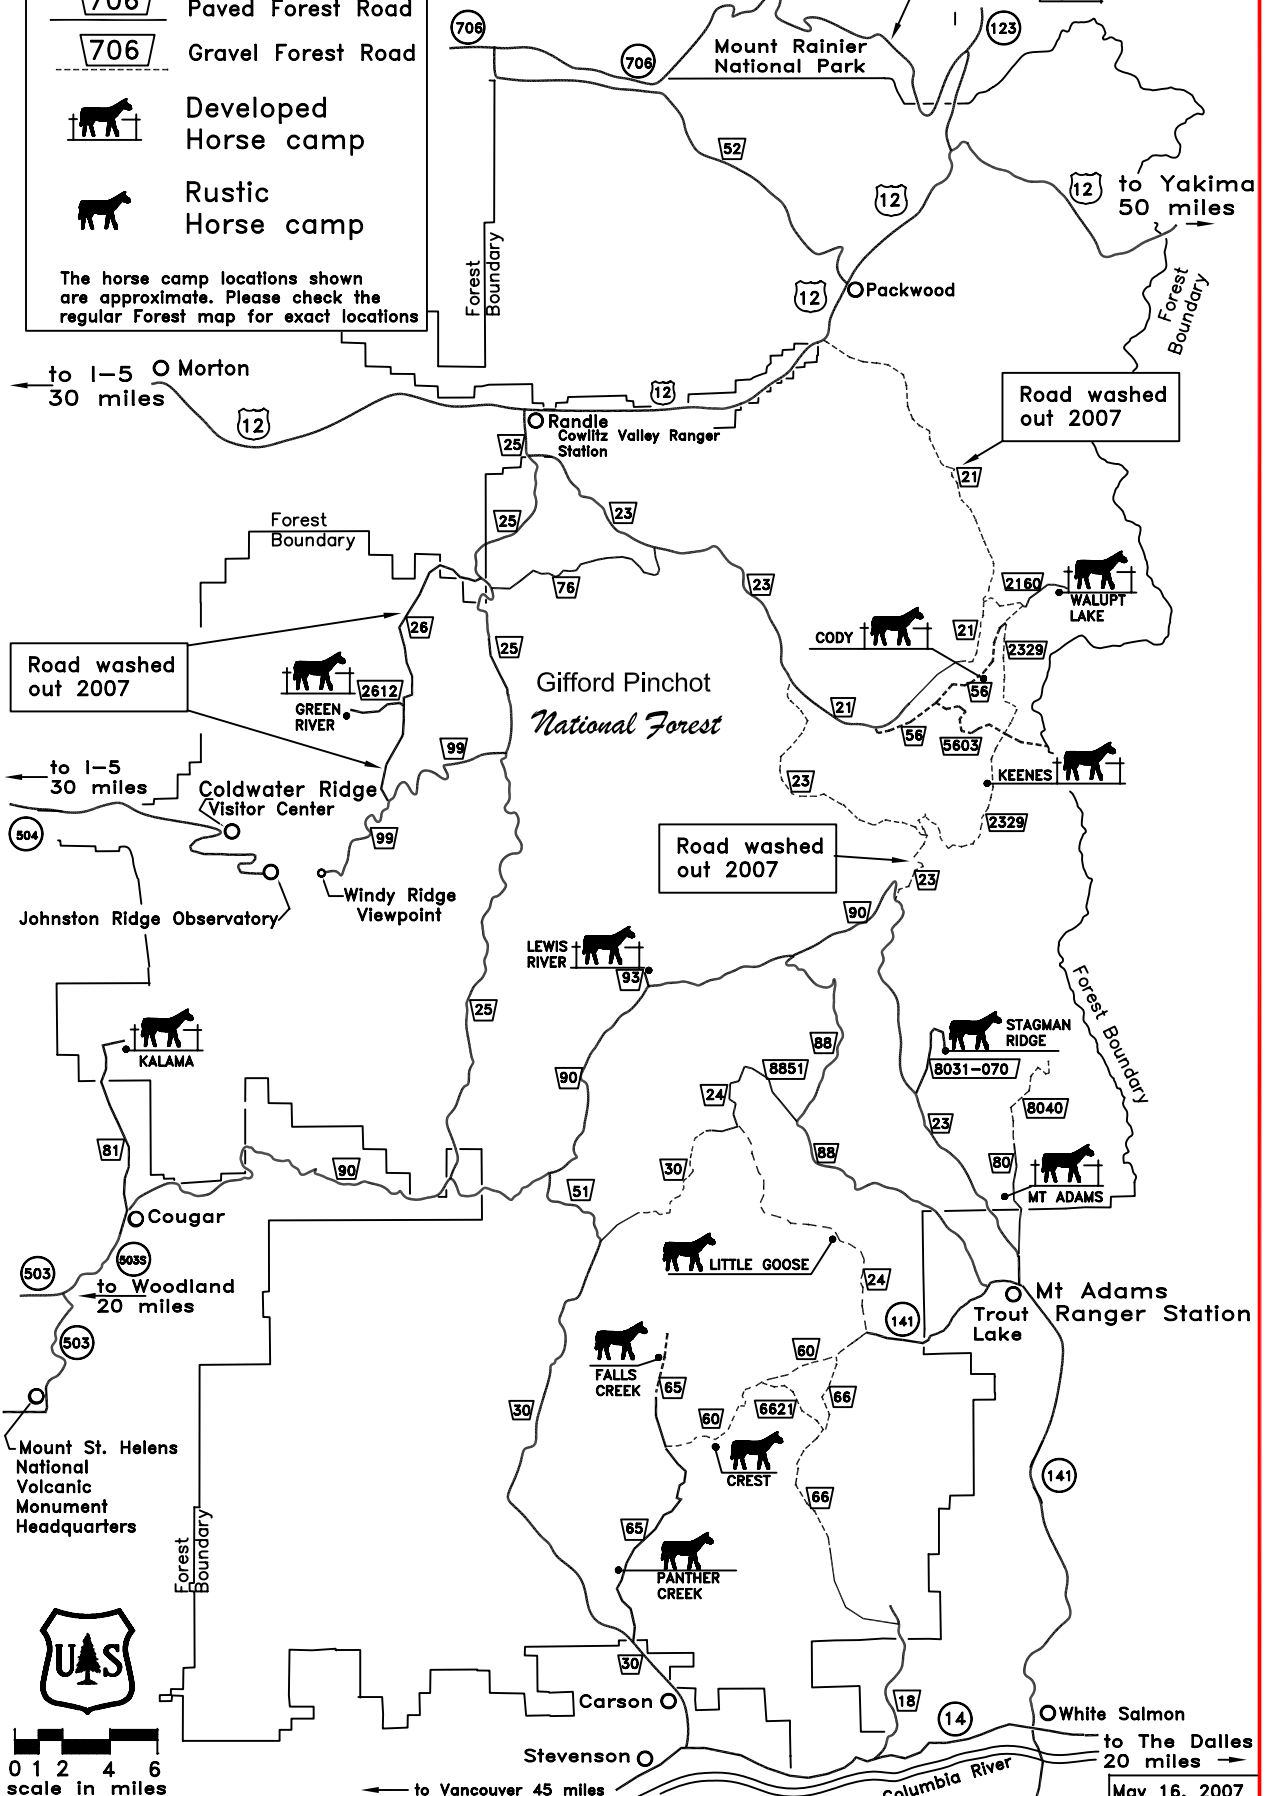 706
Paved Forest Road
706
Gravel Forest Road
Developed
Horse camp
Rustic
Horse camp
The horse camp locations shown
are approximate. Please check the
regular Forest map for exact locations
706
706
Mount Rainier
National Park
123
52
12
12
to Yakima
50 miles
Forest
Boundary
12
Packwood
Forest
Boundary
to I-5
30 miles
Morton
12
12
Randle
Cowlitz Valley Ranger
Station
25
Road washed
out 2007
21
Forest
Boundary
25
23
76
23
2160
WALUPT
LAKE
26
25
CODY
21
2329
Road washed
out 2007
2612
GREEN
RIVER
Gifford Pinchot
National Forest
56
21
56
5603
99
23
KEENES
to I-5
30 miles
Coldwater Ridge
Visitor Center
504
99
2329
Road washed
out 2007
23
Windy Ridge
Viewpoint
Johnston Ridge Observatory
90
LEWIS
RIVER
93
25
Forest Boundary
KALAMA
STAGMAN
RIDGE
88
8031-070
8851
90
24
8040
81
23
88
80
90
30
51
MT ADAMS
Cougar
503S
503
to Woodland
20 miles
LITTLE GOOSE
24
Mt Adams
Ranger Station
Trout
Lake
141
503
60
FALLS
CREEK
65
66
6621
30
60
Mount St. Helens
National
Volcanic
Monument
Headquarters
CREST
141
66
Forest
Boundary
65
PANTHER
CREEK
US
30
Carson
18
14
White Salmon
to The Dalles
20 miles
0 1 2 4 6
scale in miles
Stevenson
to Vancouver 45 miles
Columbia River
May 16, 2007